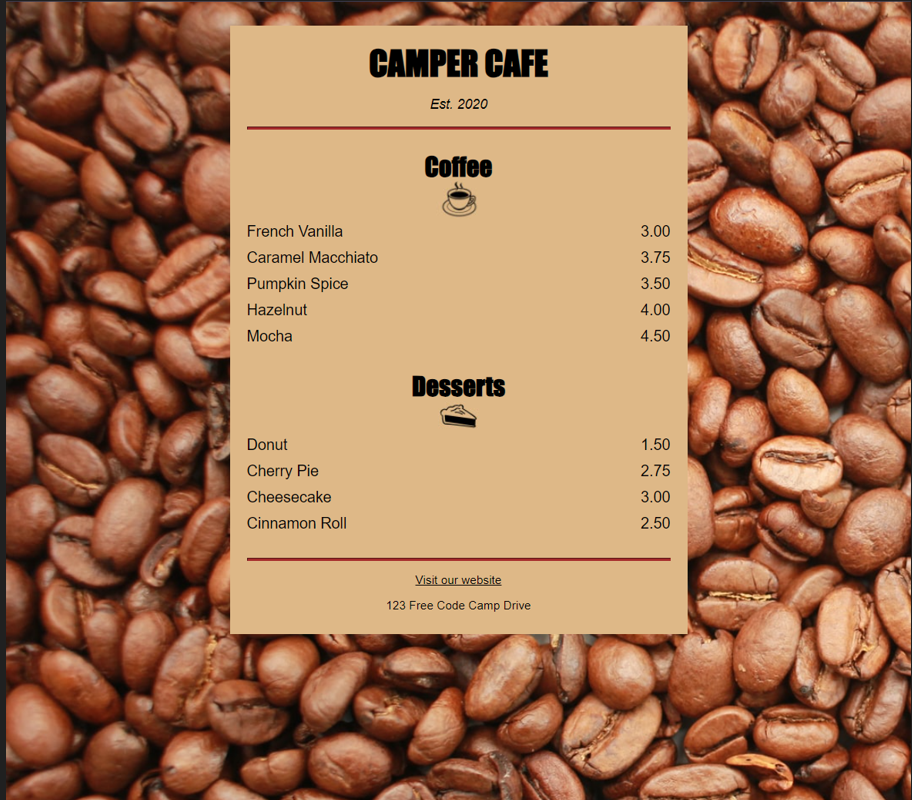 CAMPER CAFE
Est. 2020
Coffee
French Vanilla 3.00
Caramel Macchiato 3.75
Pumpkin Spice 3.50
Hazelnut 4.00
Mocha 4.50
Desserts
Donut 1.50
Cherry Pie 2.75
Cheesecake 3.00
Cinnamon Roll 2.50
Visit our website
123 Free Code Camp Drive